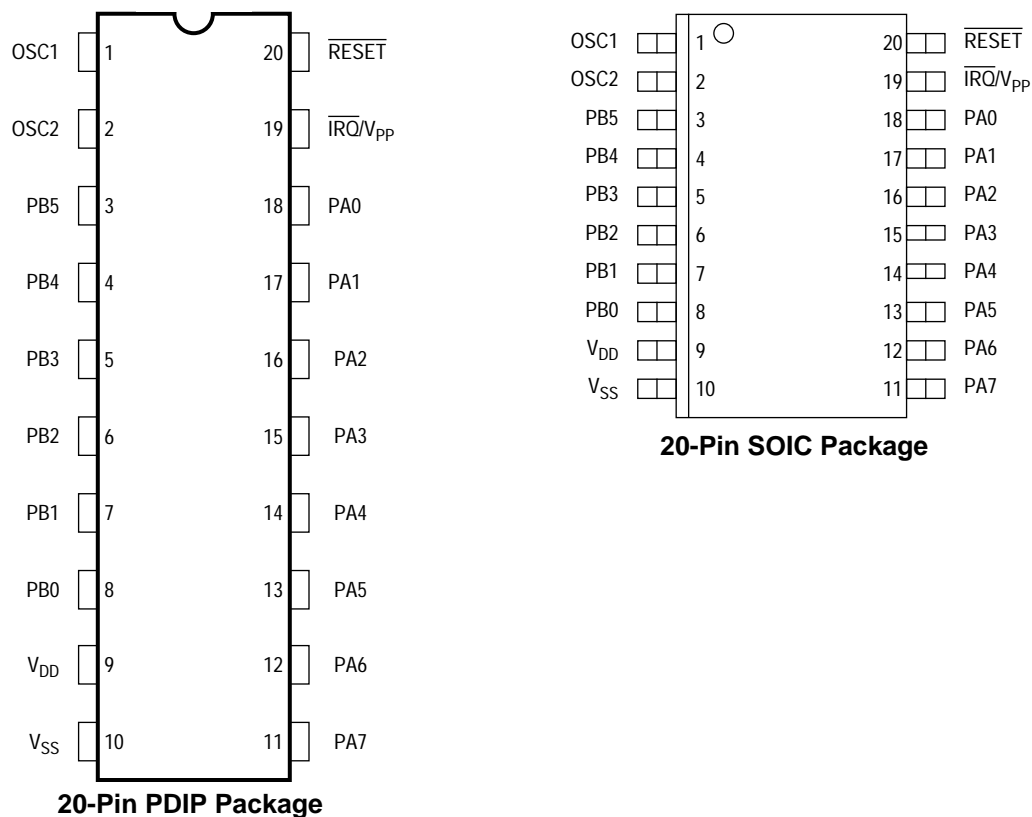 OSC1 1 20 R̅E̅S̅E̅T̅
OSC2 2 19 I̅R̅Q̅/VPP
PB5 3 18 PA0
PB4 4 17 PA1
PB3 5 16 PA2
PB2 6 15 PA3
PB1 7 14 PA4
PB0 8 13 PA5
VDD 9 12 PA6
VSS 10 11 PA7
20-Pin PDIP Package
OSC1 1 20 R̅E̅S̅E̅T̅
OSC2 2 19 I̅R̅Q̅/VPP
PB5 3 18 PA0
PB4 4 17 PA1
PB3 5 16 PA2
PB2 6 15 PA3
PB1 7 14 PA4
PB0 8 13 PA5
VDD 9 12 PA6
VSS 10 11 PA7
20-Pin SOIC Package